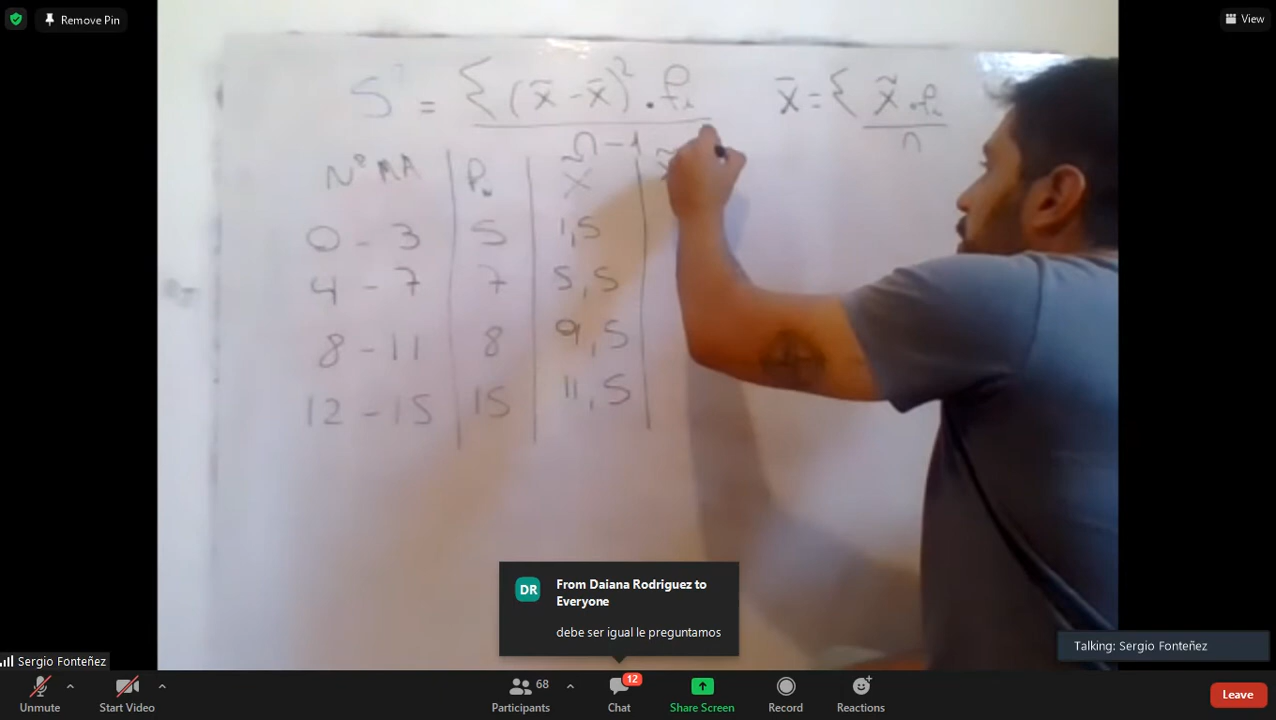 Remove Pin
View
S² = Σ (x̃ - x̄)² . fi
n - 1
x̄ = Σ x̃ . fi
n
Nº AA fi x̃ x̃
0 - 3 5 1,5
4 - 7 7 5,5
8 - 11 8 9,5
12 - 15 15 11,5
DR
From Daiana Rodriguez to
Everyone
debe ser igual le preguntamos
Talking: Sergio Fonteñez
Sergio Fonteñez
68
12
Unmute
Start Video
Participants
Chat
Share Screen
Record
Reactions
Leave